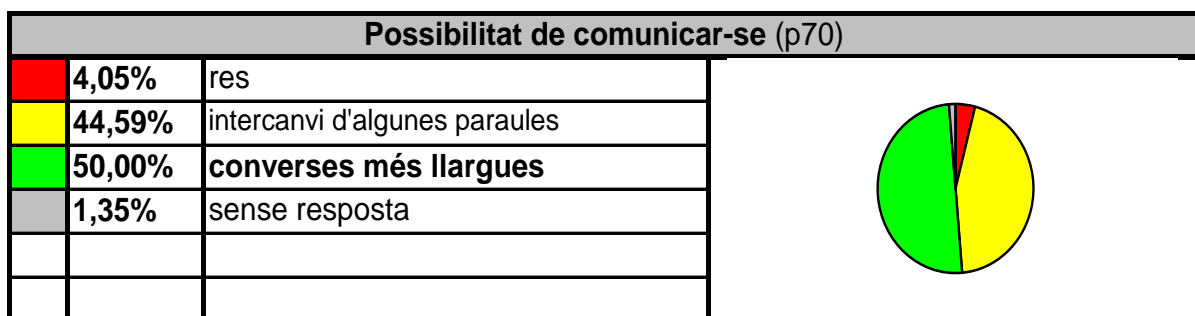 Possibilitat de comunicar-se (p70)
4,05% res
44,59% intercanvi d'algunes paraules
50,00% converses més llargues
1,35% sense resposta